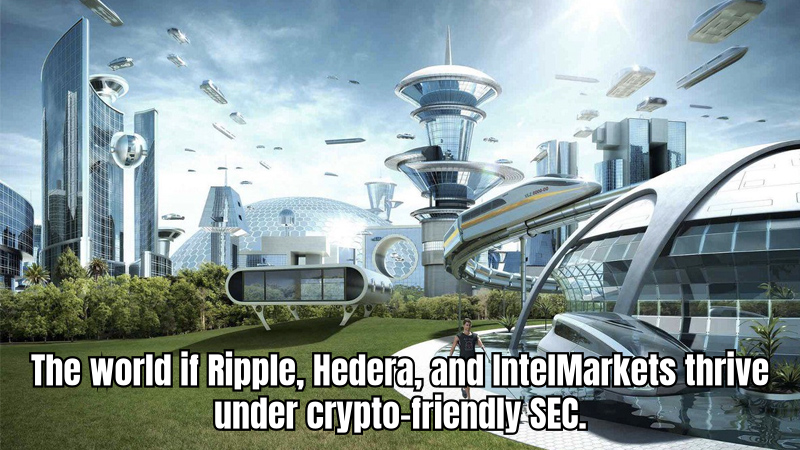 The world if Ripple, Hedera, and IntelMarkets thrive
under crypto-friendly SEC.